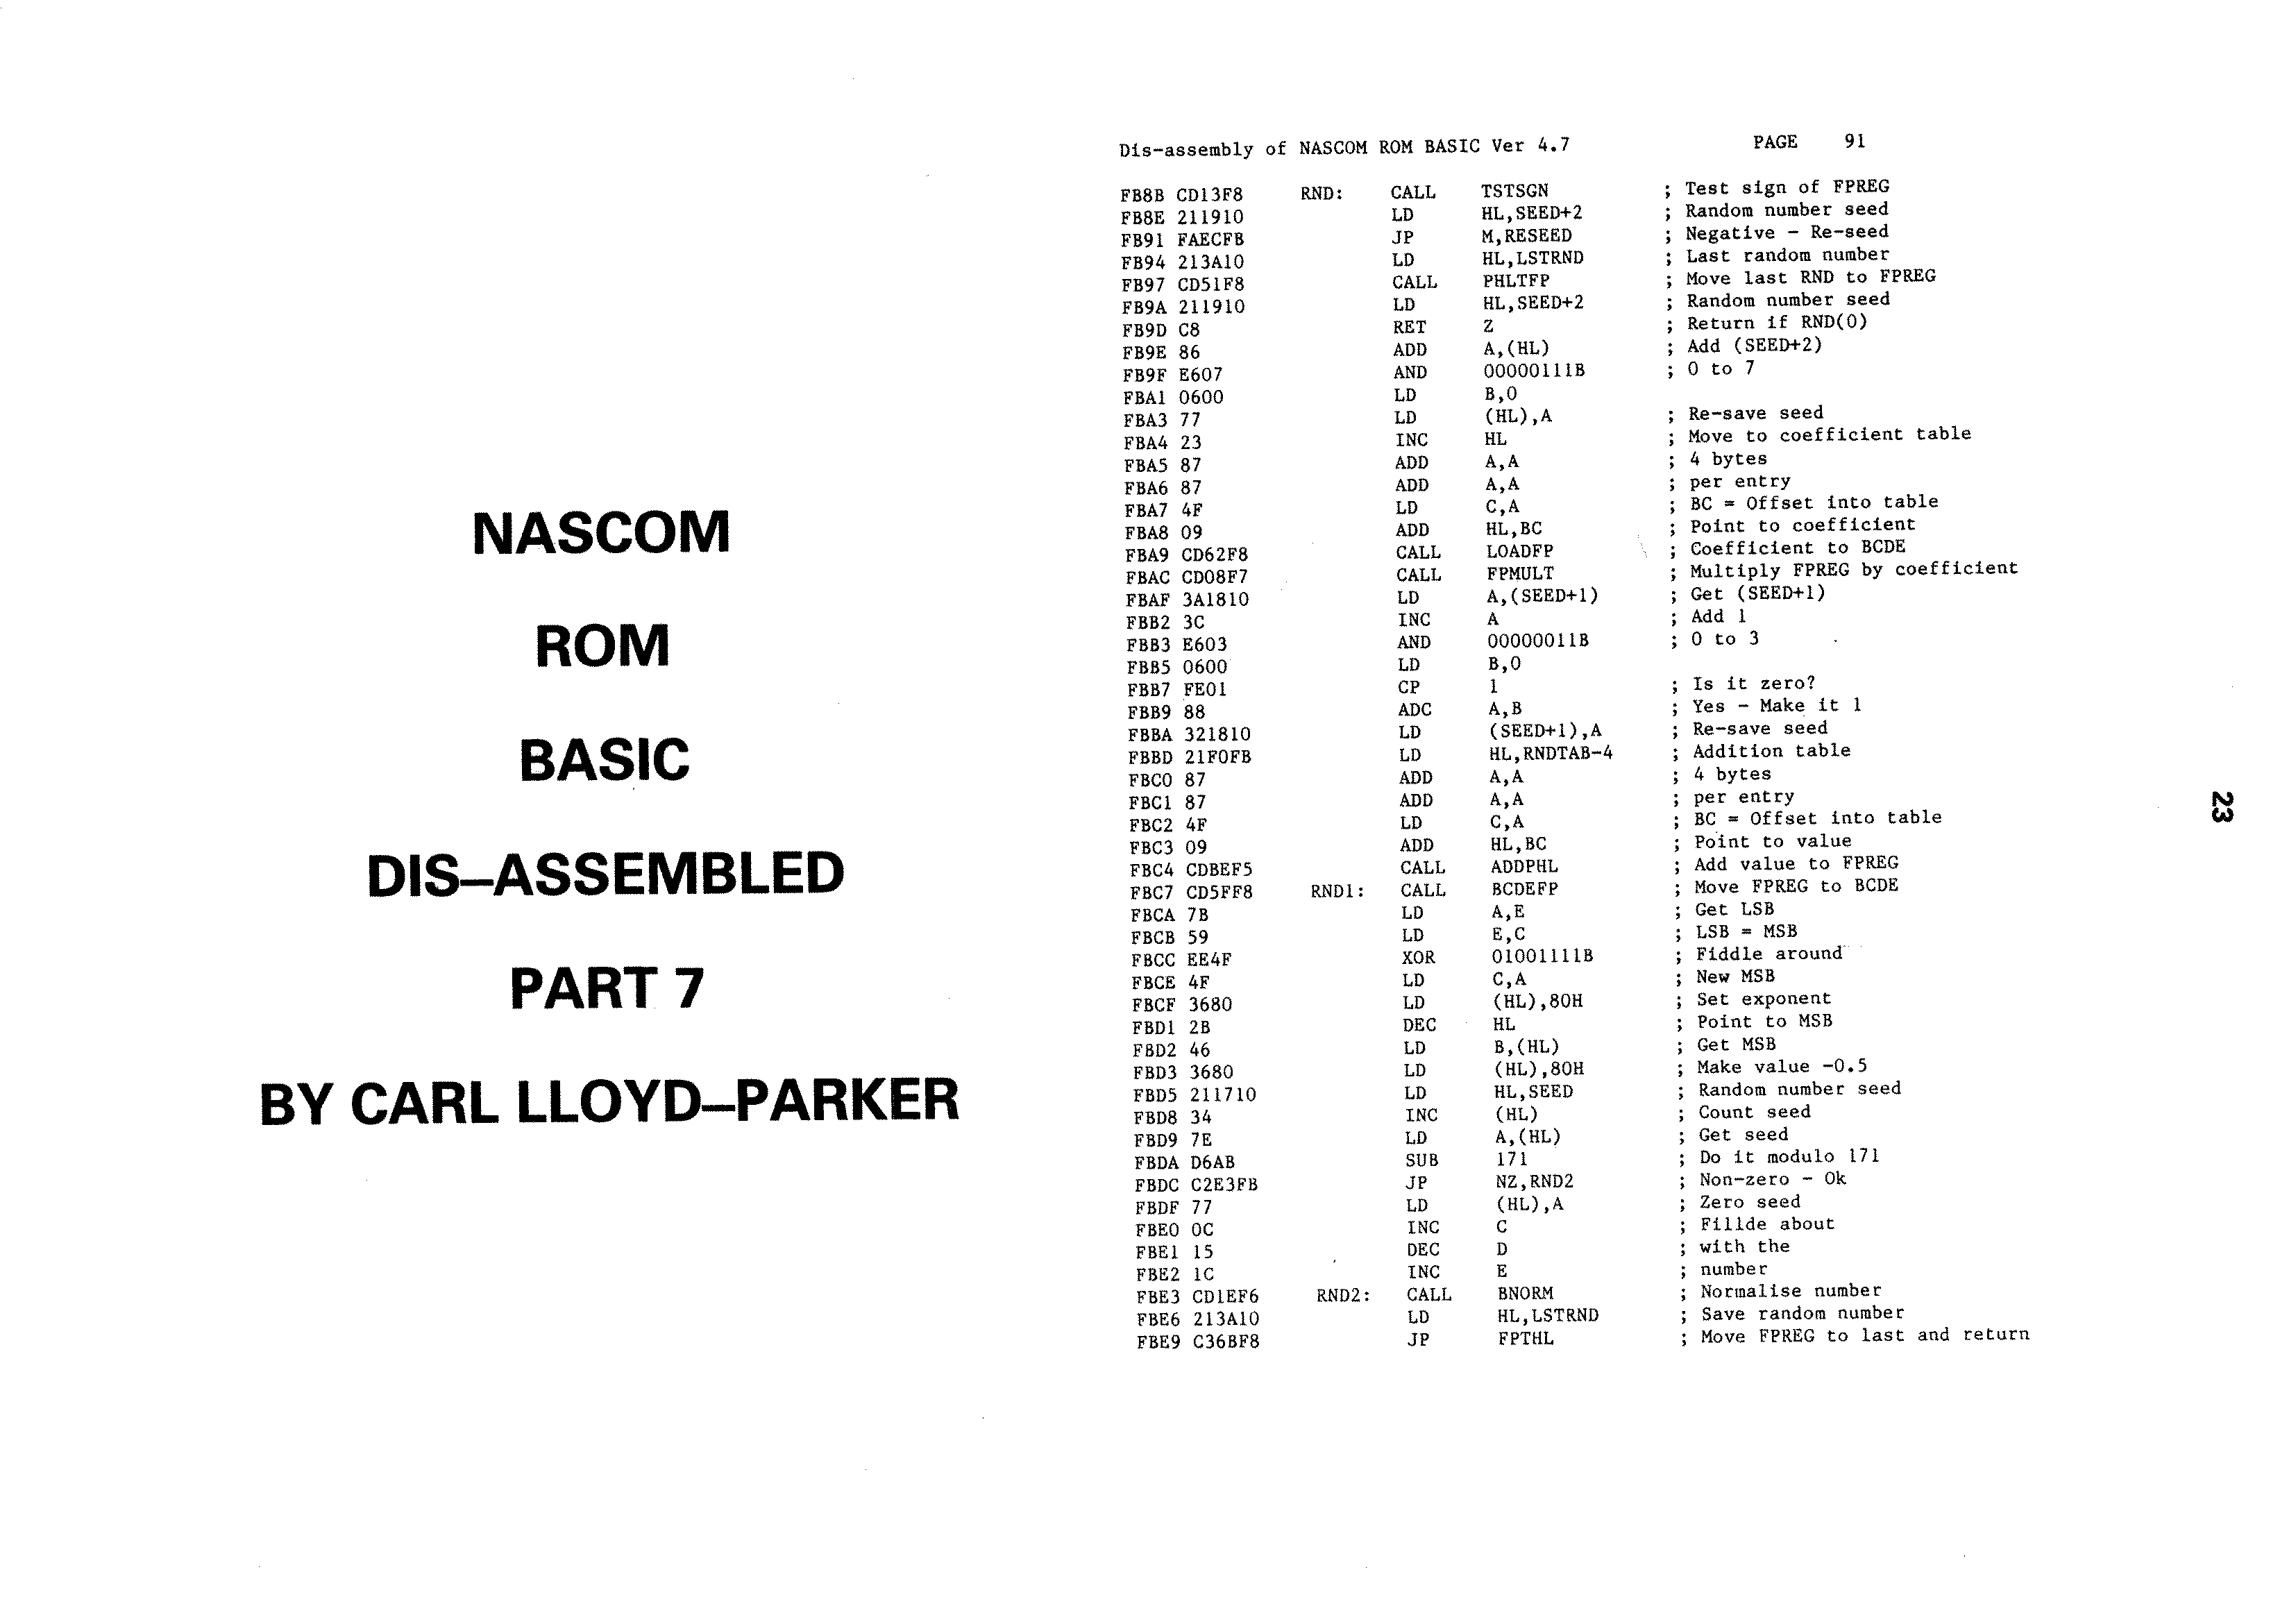 NASCOM
ROM
BASIC
DIS–ASSEMBLED
PART 7
BY CARL LLOYD–PARKER
Dis-assembly of NASCOM ROM BASIC Ver 4.7 PAGE 91
FB8B CD13F8 RND: CALL TSTSGN ; Test sign of FPREG
FB8E 211910 LD HL,SEED+2 ; Random number seed
FB91 FAECFB JP M,RESEED ; Negative - Re-seed
FB94 213A10 LD HL,LSTRND ; Last random number
FB97 CD51F8 CALL PHLTFP ; Move last RND to FPREG
FB9A 211910 LD HL,SEED+2 ; Random number seed
FB9D C8 RET Z ; Return if RND(0)
FB9E 86 ADD A,(HL) ; Add (SEED+2)
FB9F E607 AND 00000111B ; 0 to 7
FBA1 0600 LD B,0
FBA3 77 LD (HL),A ; Re-save seed
FBA4 23 INC HL ; Move to coefficient table
FBA5 87 ADD A,A ; 4 bytes
FBA6 87 ADD A,A ; per entry
FBA7 4F LD C,A ; BC = Offset into table
FBA8 09 ADD HL,BC ; Point to coefficient
FBA9 CD62F8 CALL LOADFP ; Coefficient to BCDE
FBAC CD08F7 CALL FPMULT ; Multiply FPREG by coefficient
FBAF 3A1810 LD A,(SEED+1) ; Get (SEED+1)
FBB2 3C INC A ; Add 1
FBB3 E603 AND 00000011B ; 0 to 3
FBB5 0600 LD B,0
FBB7 FE01 CP 1 ; Is it zero?
FBB9 88 ADC A,B ; Yes - Make it 1
FBBA 321810 LD (SEED+1),A ; Re-save seed
FBBD 21F0FB LD HL,RNDTAB-4 ; Addition table
FBC0 87 ADD A,A ; 4 bytes
FBC1 87 ADD A,A ; per entry
FBC2 4F LD C,A ; BC = Offset into table
FBC3 09 ADD HL,BC ; Point to value
FBC4 CDBEF5 CALL ADDPHL ; Add value to FPREG
FBC7 CD5FF8 RND1: CALL BCDEFP ; Move FPREG to BCDE
FBCA 7B LD A,E ; Get LSB
FBCB 59 LD E,C ; LSB = MSB
FBCC EE4F XOR 01001111B ; Fiddle around
FBCE 4F LD C,A ; New MSB
FBCF 3680 LD (HL),80H ; Set exponent
FBD1 2B DEC HL ; Point to MSB
FBD2 46 LD B,(HL) ; Get MSB
FBD3 3680 LD (HL),80H ; Make value -0.5
FBD5 211710 LD HL,SEED ; Random number seed
FBD8 34 INC (HL) ; Count seed
FBD9 7E LD A,(HL) ; Get seed
FBDA D6AB SUB 171 ; Do it modulo 171
FBDC C2E3FB JP NZ,RND2 ; Non-zero - Ok
FBDF 77 LD (HL),A ; Zero seed
FBE0 0C INC C ; Fillde about
FBE1 15 DEC D ; with the
FBE2 1C INC E ; number
FBE3 CD1EF6 RND2: CALL BNORM ; Normalise number
FBE6 213A10 LD HL,LSTRND ; Save random number
FBE9 C36BF8 JP FPTHL ; Move FPREG to last and return
23